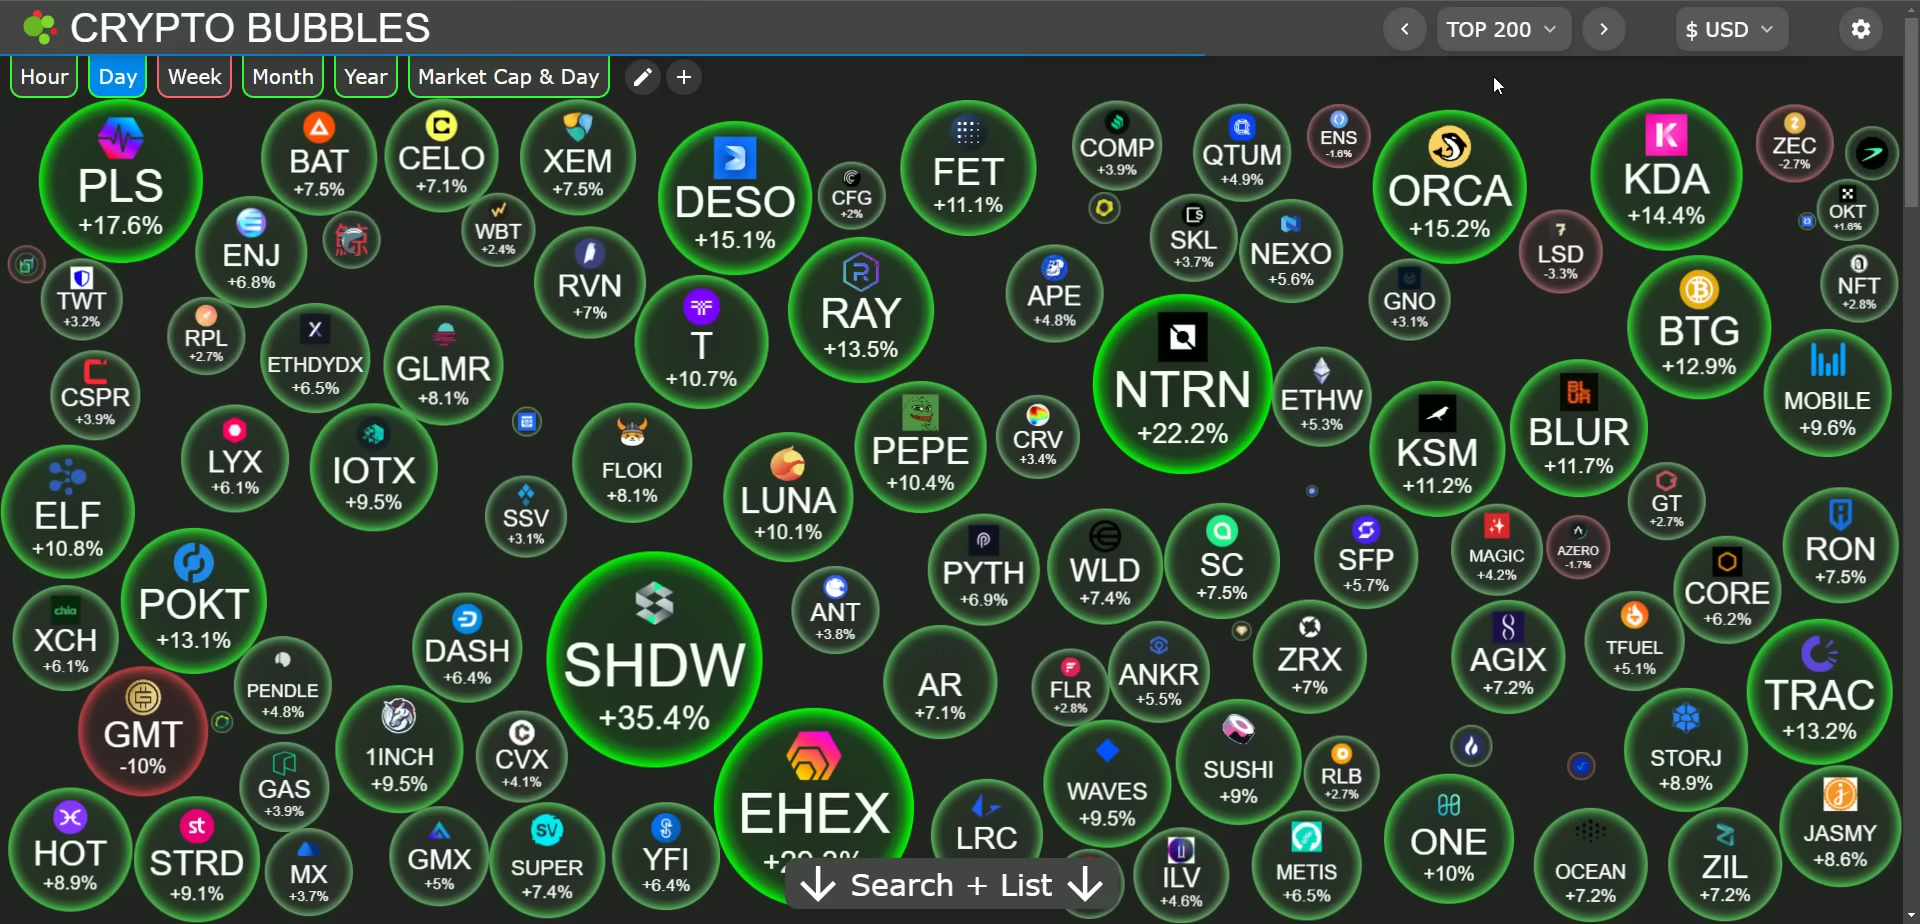 CRYPTO BUBBLES
TOP 200
$ USD
Hour
Day
Week
Month
Year
Market Cap & Day
PLS
+17.6%
BAT
+7.5%
CELO
+7.1%
XEM
+7.5%
DESO
+15.1%
CFG
+2%
FET
+11.1%
COMP
+3.9%
QTUM
+4.9%
ENS
-1.6%
ORCA
+15.2%
K
KDA
+14.4%
ZEC
-2.7%
OKT
+1.6%
ENJ
+6.8%
WBT
+2.4%
RVN
+7%
RAY
+13.5%
APE
+4.8%
SKL
+3.7%
NEXO
+5.6%
GNO
+3.1%
7
LSD
-3.3%
BTG
+12.9%
NFT
+2.8%
TWT
+3.2%
RPL
+2.7%
X
ETHDYDX
+6.5%
GLMR
+8.1%
T
+10.7%
NTRN
+22.2%
ETHW
+5.3%
MOBILE
+9.6%
CSPR
+3.9%
LYX
+6.1%
IOTX
+9.5%
FLOKI
+8.1%
PEPE
+10.4%
CRV
+3.4%
KSM
+11.2%
BLUR
BLUR
+11.7%
ELF
+10.8%
SSV
+3.1%
LUNA
+10.1%
GT
+2.7%
PYTH
+6.9%
WLD
+7.4%
SC
+7.5%
SFP
+5.7%
MAGIC
+4.2%
AZERO
-1.7%
RON
+7.5%
CORE
+6.2%
POKT
+13.1%
chia
XCH
+6.1%
DASH
+6.4%
SHDW
+35.4%
ANT
+3.8%
AR
+7.1%
FLR
+2.8%
ANKR
+5.5%
ZRX
+7%
AGIX
+7.2%
TFUEL
+5.1%
TRAC
+13.2%
GMT
-10%
PENDLE
+4.8%
1INCH
+9.5%
CVX
+4.1%
GAS
+3.9%
EHEX
WAVES
+9.5%
SUSHI
+9%
RLB
+2.7%
STORJ
+8.9%
HOT
+8.9%
st
STRD
+9.1%
MX
+3.7%
GMX
+5%
SV
SUPER
+7.4%
YFI
+6.4%
LRC
ILV
+4.6%
METIS
+6.5%
ONE
+10%
OCEAN
+7.2%
ZIL
+7.2%
JASMY
+8.6%
Search + List